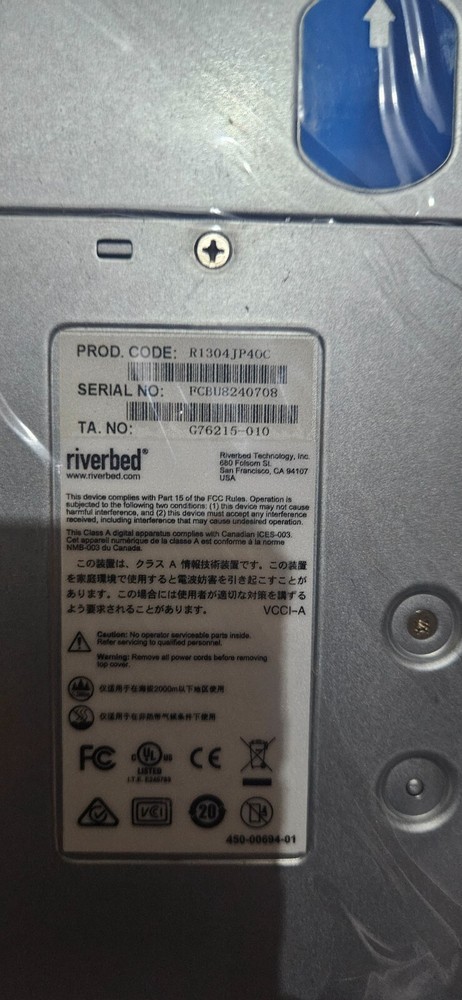 PROD. CODE: R1304JP40C
SERIAL NO: FCBU8240708
TA. NO: G76215-010
riverbed®
www.riverbed.com
Riverbed Technology, Inc.
680 Folsom St.
San Francisco, CA 94107
USA
This device complies with Part 15 of the FCC Rules. Operation is
subjected to the following two conditions: (1) this device may not cause
harmful interference, and (2) this device must accept any interference
received, including interference that may cause undesired operation.
This Class A digital apparatus complies with Canadian ICES-003.
Cet appareil numérique de la classe A est conforme à la norme
NMB-003 du Canada.
この装置は、クラス A 情報技術装置です。この装置
を家庭環境で使用すると電波妨害を引き起こすことが
あります。この場合には使用者が適切な対策を講ずる
よう要求されることがあります。 VCCI-A
Caution: No operator serviceable parts inside.
Refer servicing to qualified personnel.
Warning: Remove all power cords before removing
top cover.
仅适用于在海拔2000m以下地区使用
仅适用于在非热带气候条件下使用
FC
c UL us
LISTED
I.T.E.
CE
VCI
20
450-00694-01